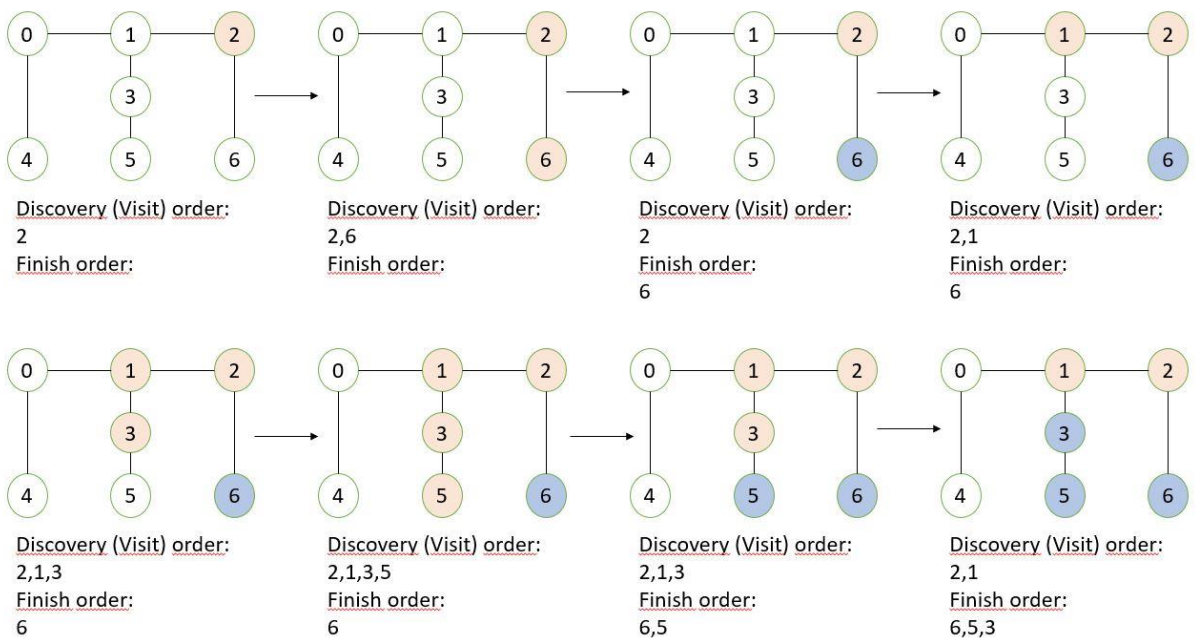 0 1 2 0 1 2 0 1 2 0 1 2
3 3 3 3
4 5 6 4 5 6 4 5 6 4 5 6
Discovery (Visit) order: Discovery (Visit) order: Discovery (Visit) order: Discovery (Visit) order:
2 2,6 2 2,1
Finish order: Finish order: Finish order: Finish order:
6 6
0 1 2 0 1 2 0 1 2 0 1 2
3 3 3 3
4 5 6 4 5 6 4 5 6 4 5 6
Discovery (Visit) order: Discovery (Visit) order: Discovery (Visit) order: Discovery (Visit) order:
2,1,3 2,1,3,5 2,1,3 2,1
Finish order: Finish order: Finish order: Finish order:
6 6 6,5 6,5,3